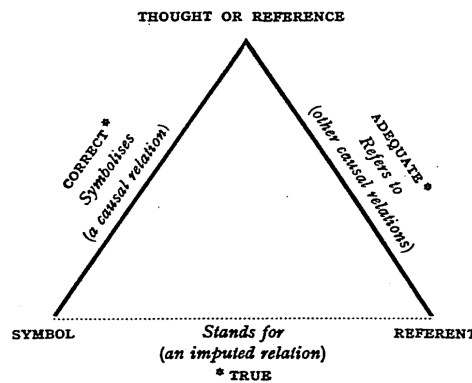 THOUGHT OR REFERENCE
CORRECT*
Symbolises
(a causal relation)
ADEQUATE*
Refers to
(other causal relations)
SYMBOL
REFERENT
Stands for
(an imputed relation)
* TRUE